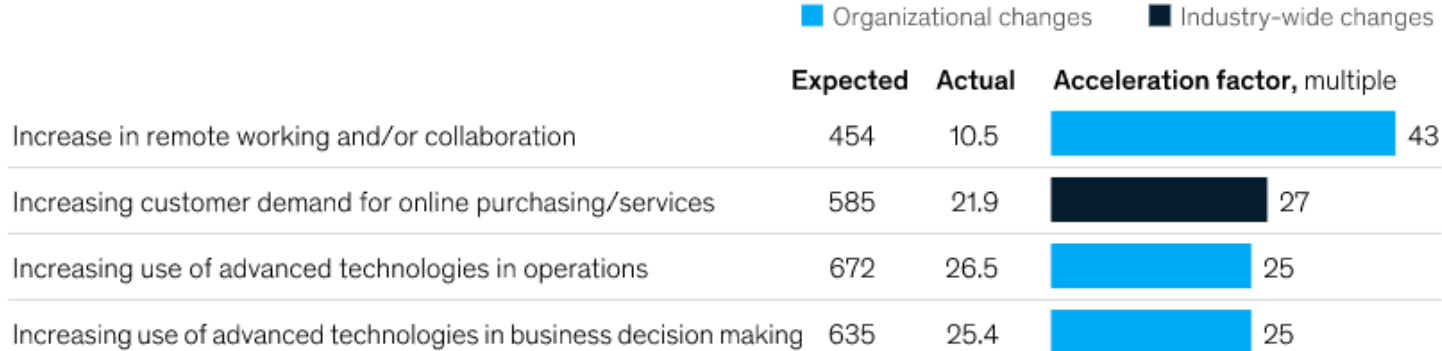 Organizational changes Industry-wide changes
Expected Actual Acceleration factor, multiple
Increase in remote working and/or collaboration 454 10.5 43
Increasing customer demand for online purchasing/services 585 21.9 27
Increasing use of advanced technologies in operations 672 26.5 25
Increasing use of advanced technologies in business decision making 635 25.4 25